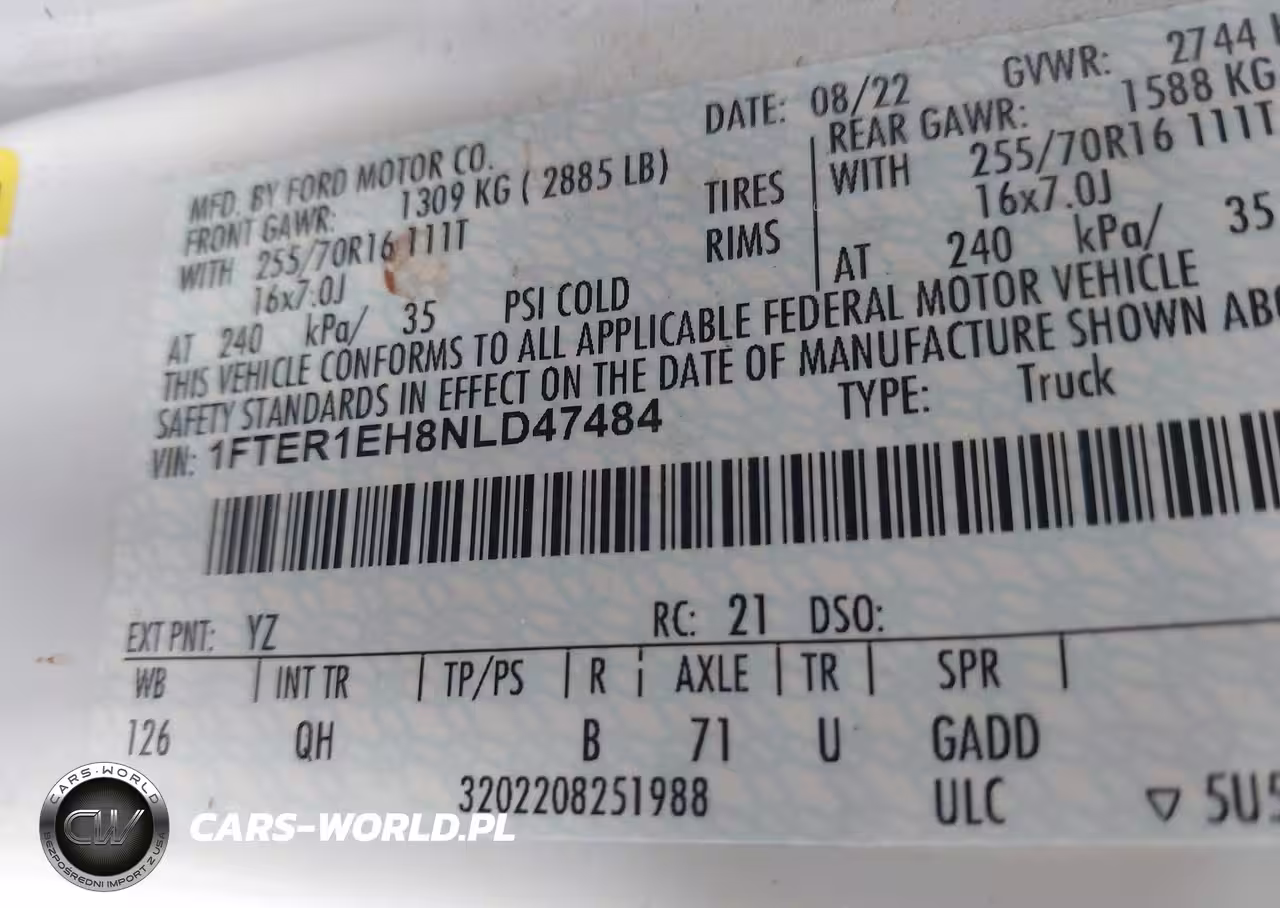 DATE: 08/22 GVWR: 2744
MFD. BY FORD MOTOR CO.
FRONT GAWR: 1309 KG ( 2885 LB) TIRES REAR GAWR: 1588 KG
WITH 255/70R16 111T RIMS WITH 255/70R16 111T
16x7.0J 16x7.0J
AT 240 kPa/ 35 PSI COLD AT 240 kPa/ 35
THIS VEHICLE CONFORMS TO ALL APPLICABLE FEDERAL MOTOR VEHICLE
SAFETY STANDARDS IN EFFECT ON THE DATE OF MANUFACTURE SHOWN
VIN: 1FTER1EH8NLD47484 TYPE: Truck
EXT PNT: YZ RC: 21 DSO:
WB INT TR TP/PS R AXLE TR SPR
126 QH B 71 U GADD
3202208251988 ULC
CARS-WORLD
CW
BEZPOŚREDNI IMPORT Z USA
CARS-WORLD.PL